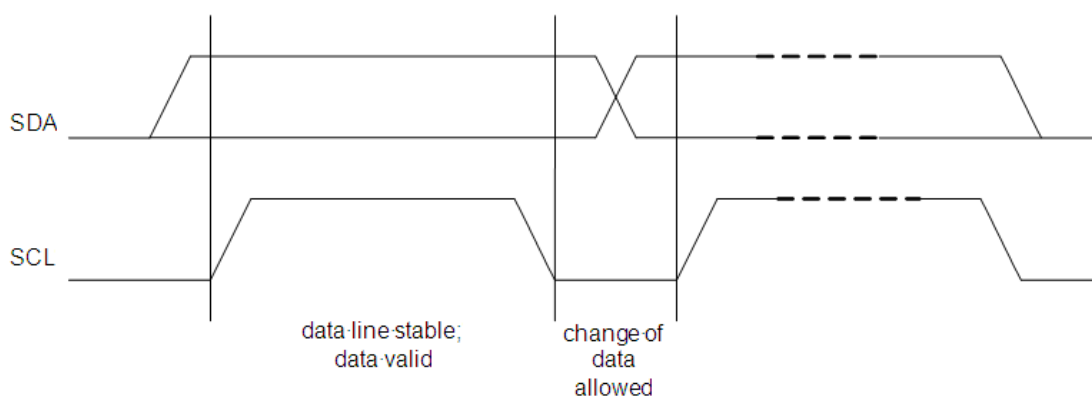 SDA
SCL
data·line·stable;
data·valid
change·of
data
allowed